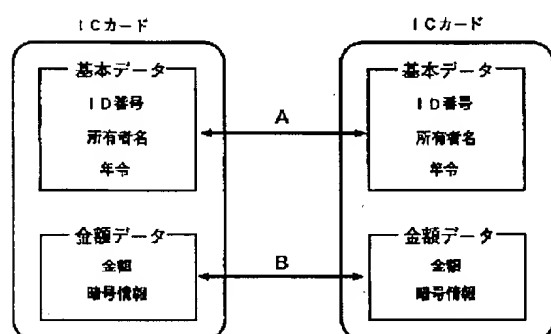 ICカード
基本データ
ID番号
所有者名
年令
金額データ
金額
暗号情報
A
B
ICカード
基本データ
ID番号
所有者名
年令
金額データ
金額
暗号情報